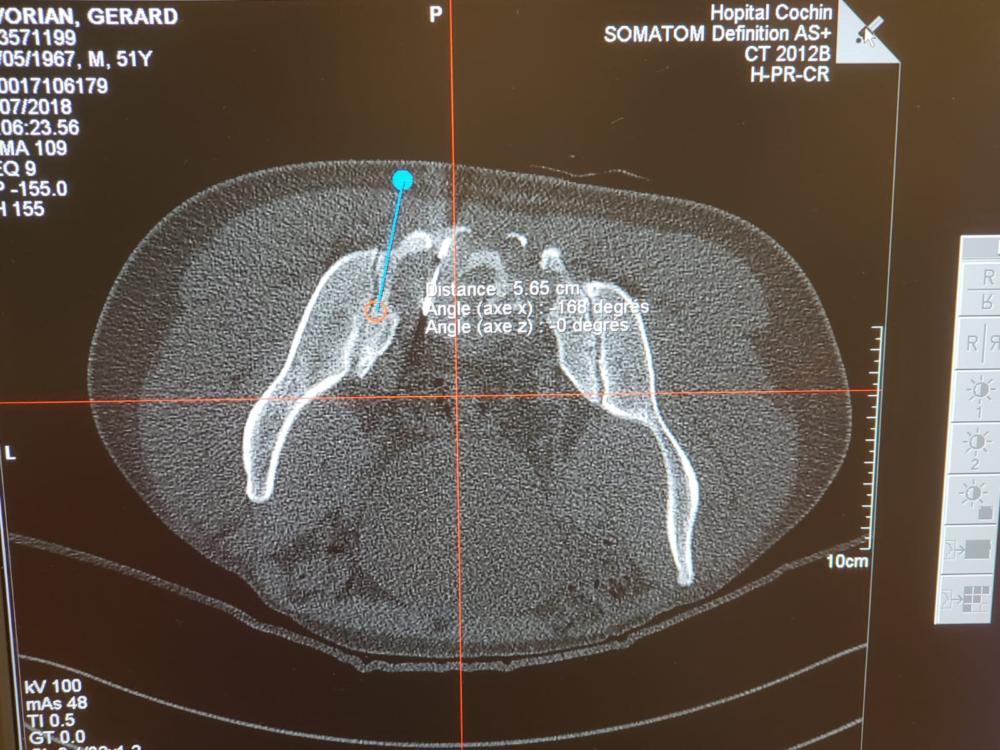 VORIAN, GERARD
3571199
/05/1967, M, 51Y
0017106179
07/2018
:06:23.56
MA 109
EQ 9
P -155.0
H 155
P
Hopital Cochin
SOMATOM Definition AS+
CT 2012B
H-PR-CR
Distance : 5.65 cm
Angle (axe x) : -168 degrés
Angle (axe z) : -0 degrés
L
10cm
R
R
R R
1
2
kV 100
mAs 48
TI 0.5
GT 0.0